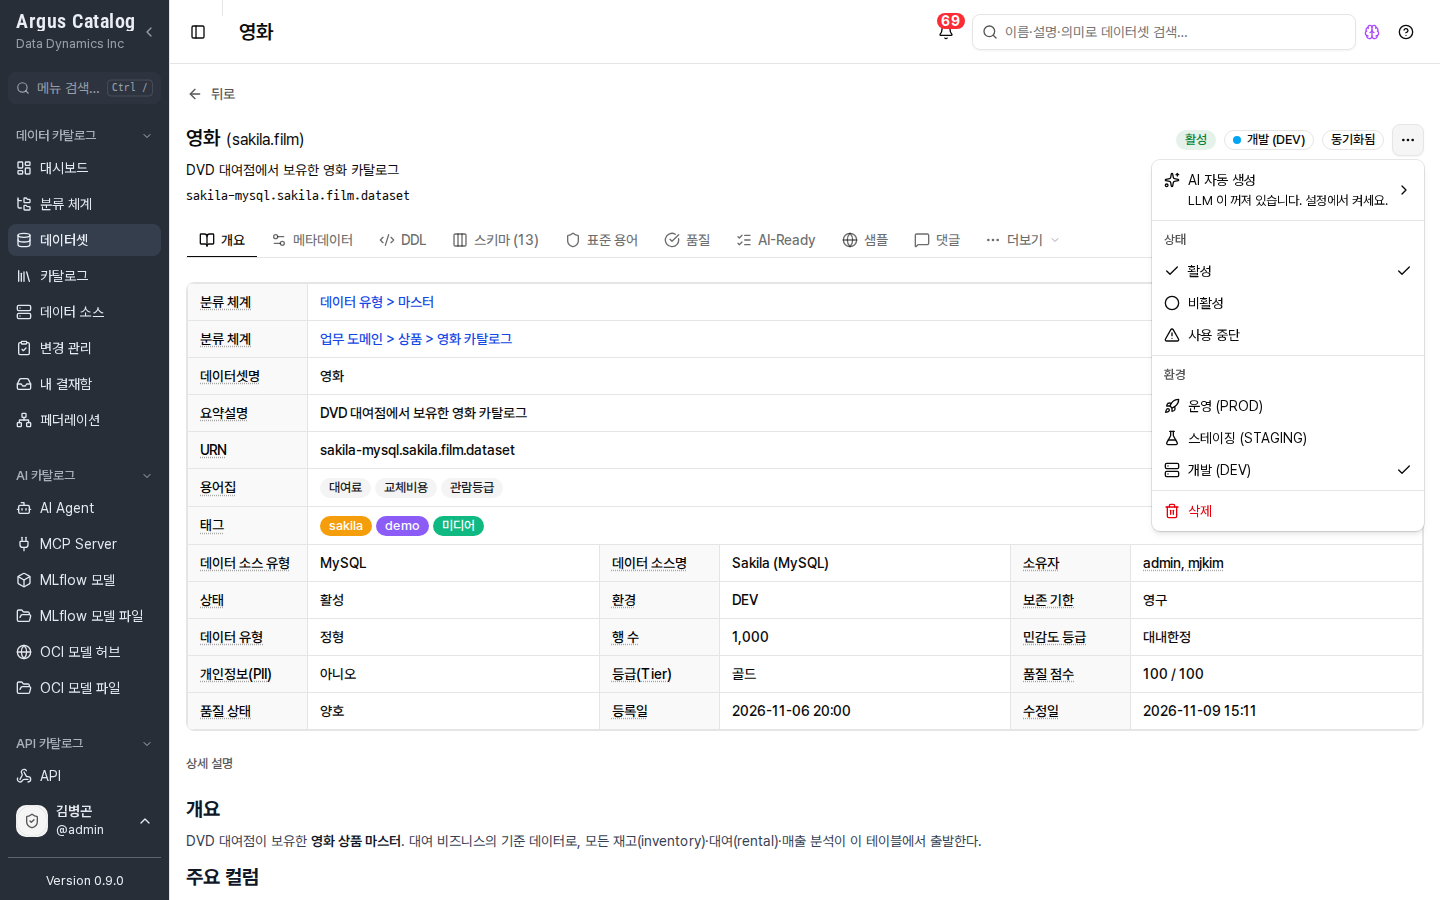 Argus Catalog
Data Dynamics Inc
메뉴 검색... Ctrl /
데이터 카탈로그
대시보드
분류 체계
데이터셋
카탈로그
데이터 소스
변경 관리
내 결재함
페더레이션
AI 카탈로그
AI Agent
MCP Server
MLflow 모델
MLflow 모델 파일
OCI 모델 허브
OCI 모델 파일
API 카탈로그
API
김병곤
@admin
Version 0.9.0
영화
69
이름·설명·의미로 데이터셋 검색...
뒤로
영화 (sakila.film)
활성 개발 (DEV) 동기화됨
DVD 대여점에서 보유한 영화 카탈로그
sakila-mysql.sakila.film.dataset
개요 메타데이터 DDL 스키마 (13) 표준 용어 품질 AI-Ready 샘플 댓글 더보기
AI 자동 생성
LLM 이 꺼져 있습니다. 설정에서 켜세요.
상태
활성
비활성
사용 중단
환경
운영 (PROD)
스테이징 (STAGING)
개발 (DEV)
삭제
분류 체계 데이터 유형 > 마스터
분류 체계 업무 도메인 > 상품 > 영화 카탈로그
데이터셋명 영화
요약설명 DVD 대여점에서 보유한 영화 카탈로그
URN sakila-mysql.sakila.film.dataset
용어집 대여료 교체비용 관람등급
태그 sakila demo 미디어
데이터 소스 유형 MySQL 데이터 소스명 Sakila (MySQL) 소유자 admin, mjkim
상태 활성 환경 DEV 보존 기한 영구
데이터 유형 정형 행 수 1,000 민감도 등급 대내한정
개인정보(PII) 아니오 등급(Tier) 골드 품질 점수 100 / 100
품질 상태 양호 등록일 2026-11-06 20:00 수정일 2026-11-09 15:11
상세 설명
개요
DVD 대여점이 보유한 영화 상품 마스터. 대여 비즈니스의 기준 데이터로, 모든 재고(inventory)·대여(rental)·매출 분석이 이 테이블에서 출발한다.
주요 컬럼